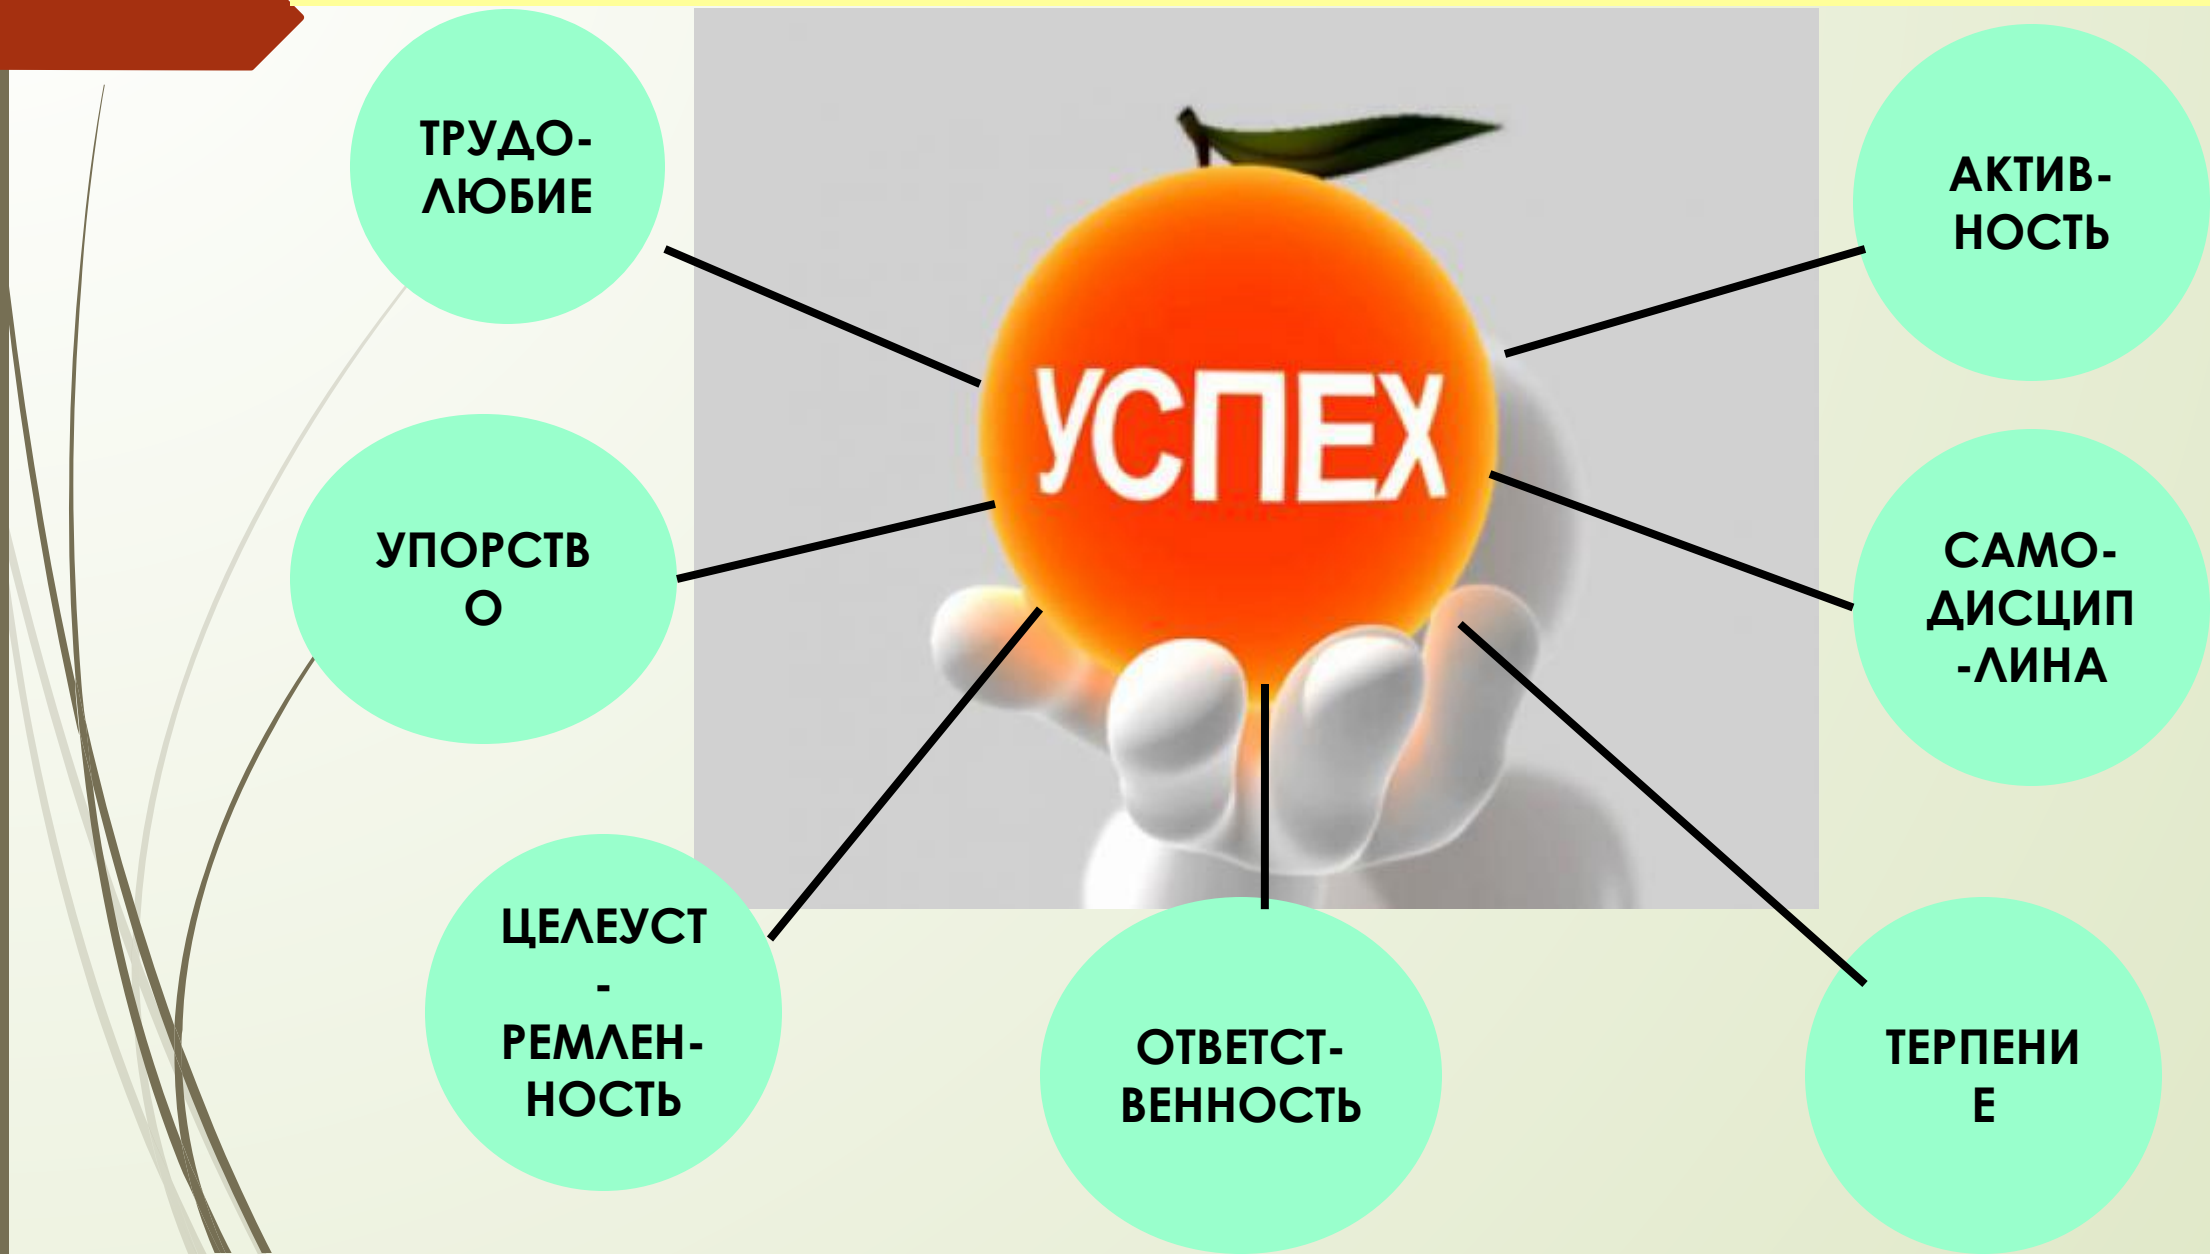 ТРУДО-
ЛЮБИЕ
АКТИВ-
НОСТЬ
УСПЕХ
УПОРСТВ
О
САМО-
ДИСЦИП
-ЛИНА
ЦЕЛЕУСТ
-
РЕМЛЕН-
НОСТЬ
ОТВЕТСТ-
ВЕННОСТЬ
ТЕРПЕНИ
Е